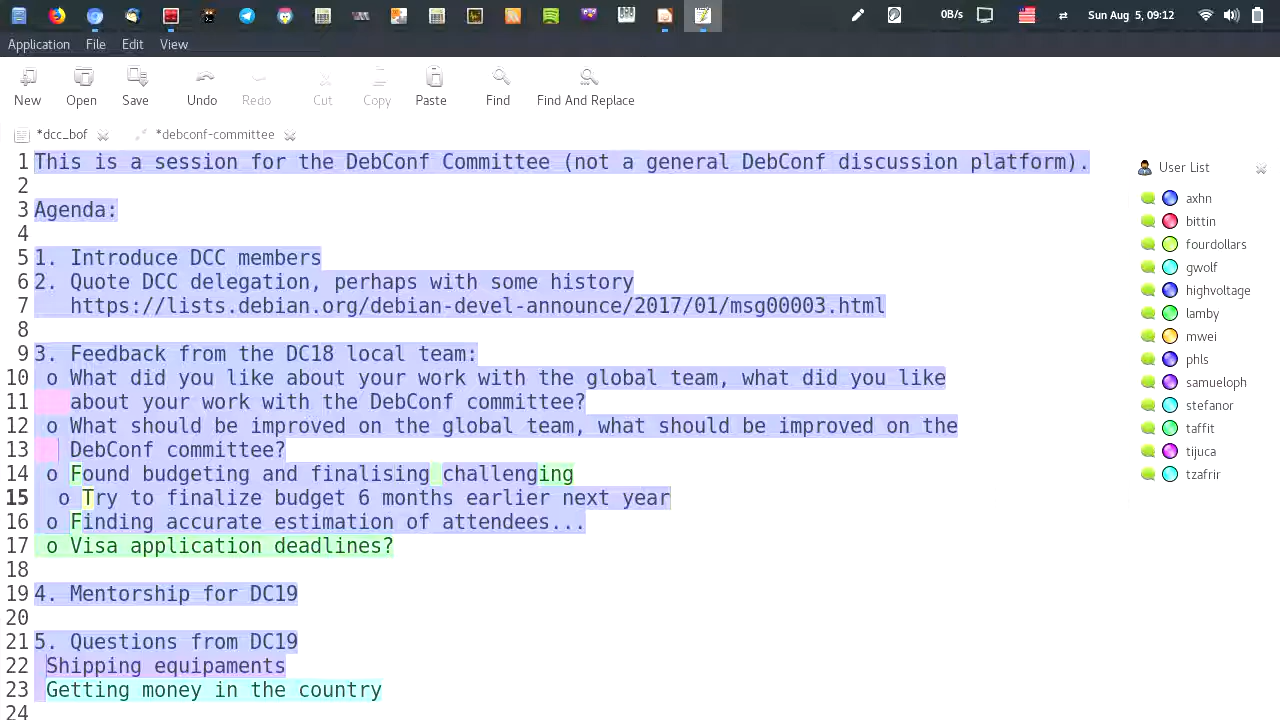 0B/s
Sun Aug 5, 09:12
Application File Edit View
New Open Save Undo Redo Cut Copy Paste Find Find And Replace
*dcc_bof *debconf-committee
1 This is a session for the DebConf Committee (not a general DebConf discussion platform).
2
3 Agenda:
4
5 1. Introduce DCC members
6 2. Quote DCC delegation, perhaps with some history
7 https://lists.debian.org/debian-devel-announce/2017/01/msg00003.html
8
9 3. Feedback from the DC18 local team:
10 o What did you like about your work with the global team, what did you like
11 about your work with the DebConf committee?
12 o What should be improved on the global team, what should be improved on the
13 DebConf committee?
14 o Found budgeting and finalising challenging
15 o Try to finalize budget 6 months earlier next year
16 o Finding accurate estimation of attendees...
17 o Visa application deadlines?
18
19 4. Mentorship for DC19
20
21 5. Questions from DC19
22 Shipping equipaments
23 Getting money in the country
24
User List
axhn
bittin
fourdollars
gwolf
highvoltage
lamby
mwei
phls
samueloph
stefanor
taffit
tijuca
tzafrir